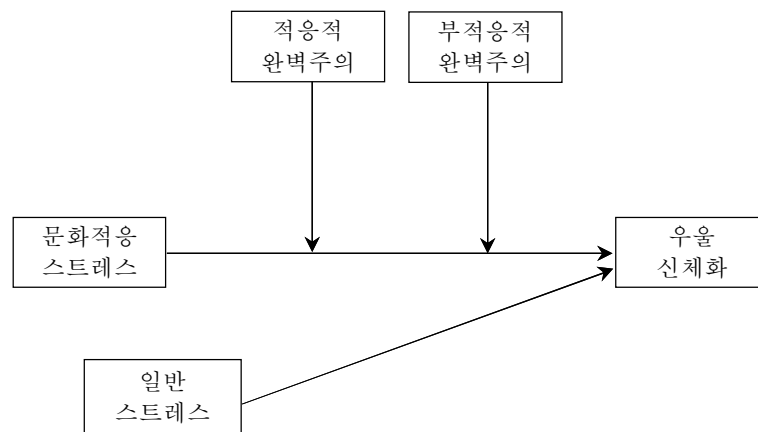 적응적
완벽주의
부적응적
완벽주의
문화적응
스트레스
우울
신체화
일반
스트레스